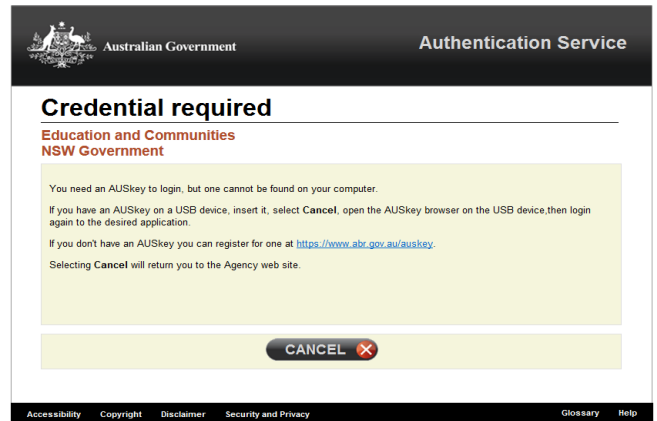 Australian Government
Authentication Service
Credential required
Education and Communities
NSW Government
You need an AUSkey to login, but one cannot be found on your computer.
If you have an AUSkey on a USB device, insert it, select Cancel, open the AUSkey browser on the USB device,then login
again to the desired application.
If you don't have an AUSkey you can register for one at https://www.abr.gov.au/auskey.
Selecting Cancel will return you to the Agency web site.
CANCEL
Accessibility Copyright Disclaimer Security and Privacy Glossary Help